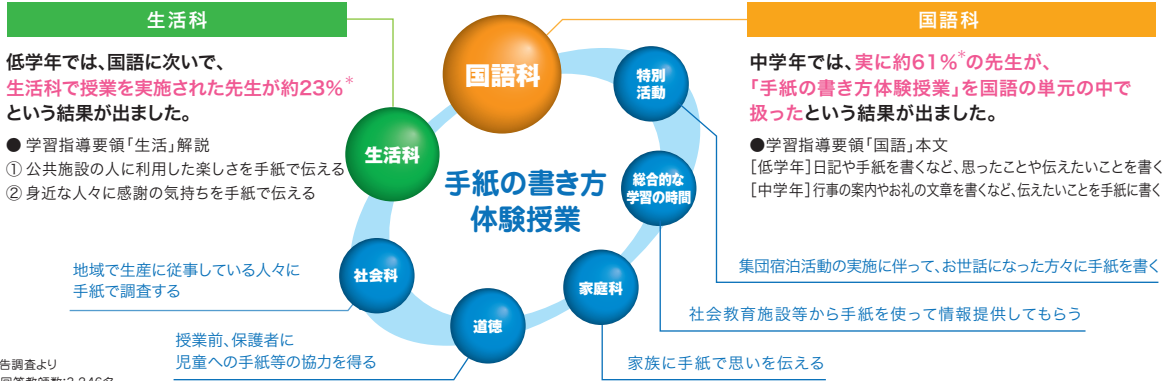 生活科
低学年では、国語に次いで、
生活科で授業を実施された先生が約23%*
という結果が出ました。
● 学習指導要領「生活」解説
① 公共施設の人に利用した楽しさを手紙で伝える
② 身近な人々に感謝の気持ちを手紙で伝える
国語科
中学年では、実に約61%*の先生が、
「手紙の書き方体験授業」を国語の単元の中で
扱ったという結果が出ました。
●学習指導要領「国語」本文
[低学年]日記や手紙を書くなど、思ったことや伝えたいことを書く
[中学年]行事の案内やお礼の文章を書くなど、伝えたいことを手紙に書く
国語科
特別
活動
生活科
総合的な
学習の時間
手紙の書き方
体験授業
社会科
家庭科
道徳
地域で生産に従事している人々に
手紙で調査する
授業前、保護者に
児童への手紙等の協力を得る
集団宿泊活動の実施に伴って、お世話になった方々に手紙を書く
社会教育施設等から手紙を使って情報提供してもらう
家族に手紙で思いを伝える
告調査より